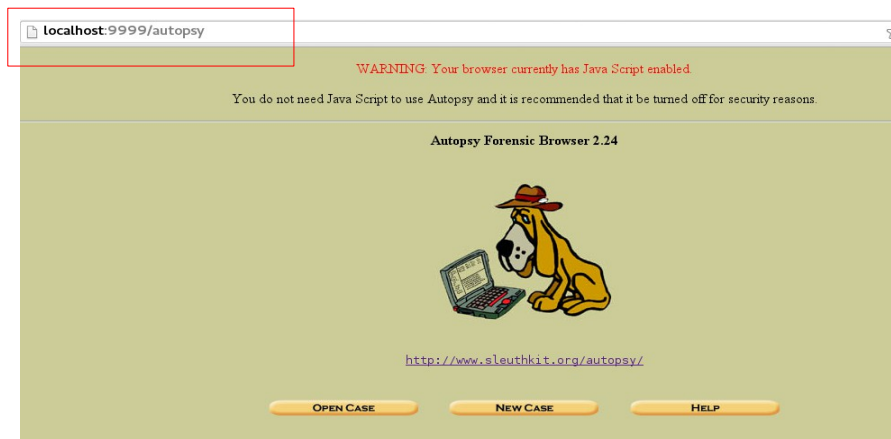 localhost:9999/autopsy
WARNING: Your browser currently has Java Script enabled.
You do not need Java Script to use Autopsy and it is recommended that it be turned off for security reasons.
Autopsy Forensic Browser 2.24
http://www.sleuthkit.org/autopsy/
OPEN CASE
NEW CASE
HELP